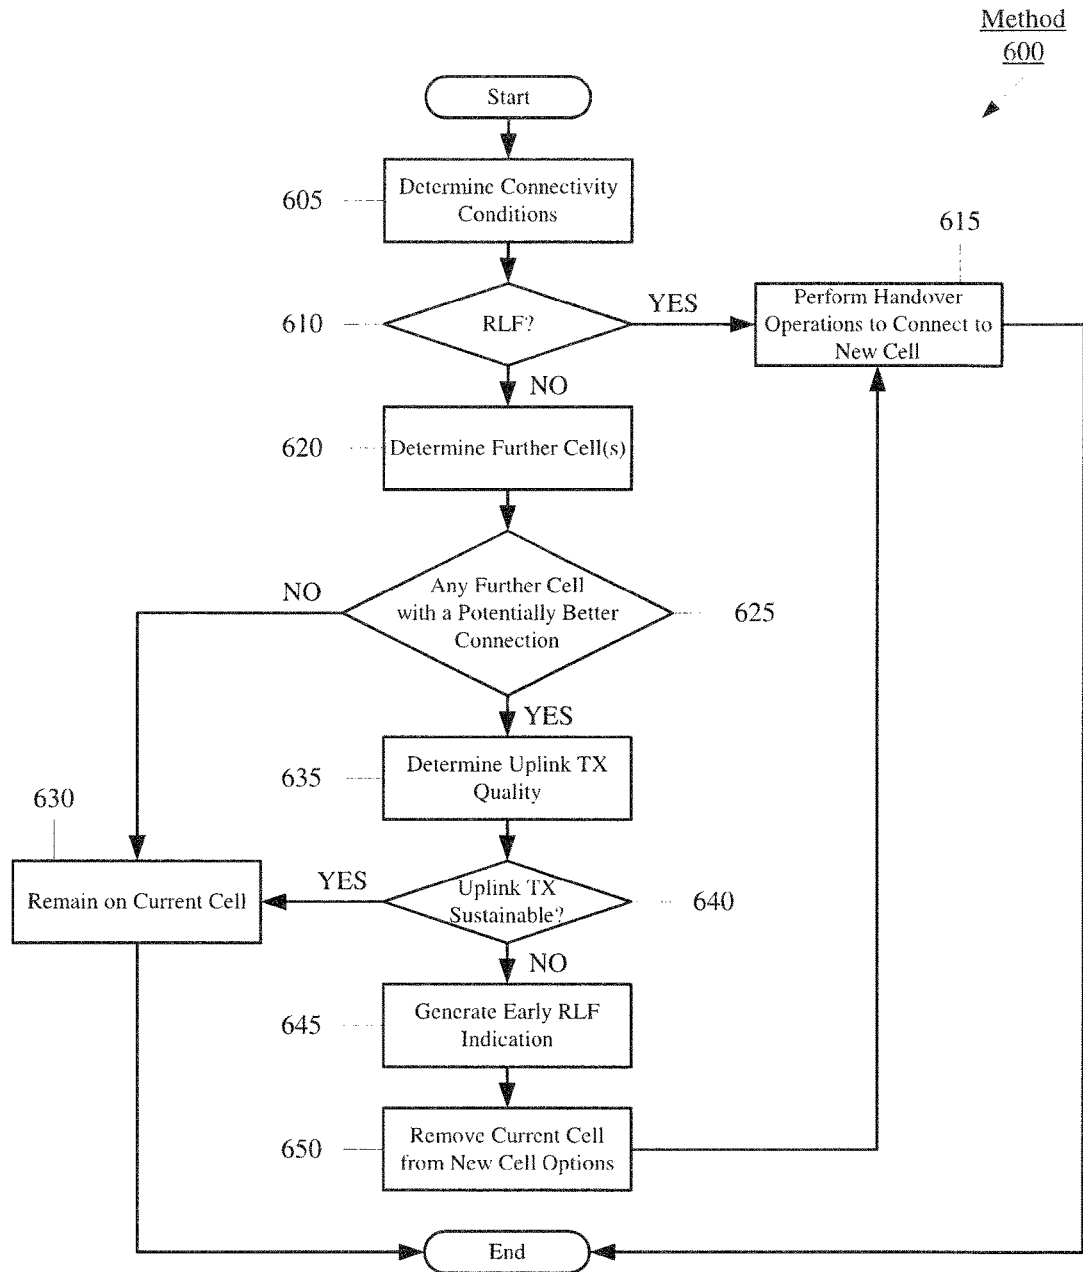 Method
600
Start
605
Determine Connectivity
Conditions
615
610
RLF?
YES
Perform Handover
Operations to Connect to
New Cell
NO
620
Determine Further Cell(s)
NO
Any Further Cell
with a Potentially Better
Connection
625
YES
635
Determine Uplink TX
Quality
630
Remain on Current Cell
YES
Uplink TX
Sustainable?
640
NO
645
Generate Early RLF
Indication
650
Remove Current Cell
from New Cell Options
End